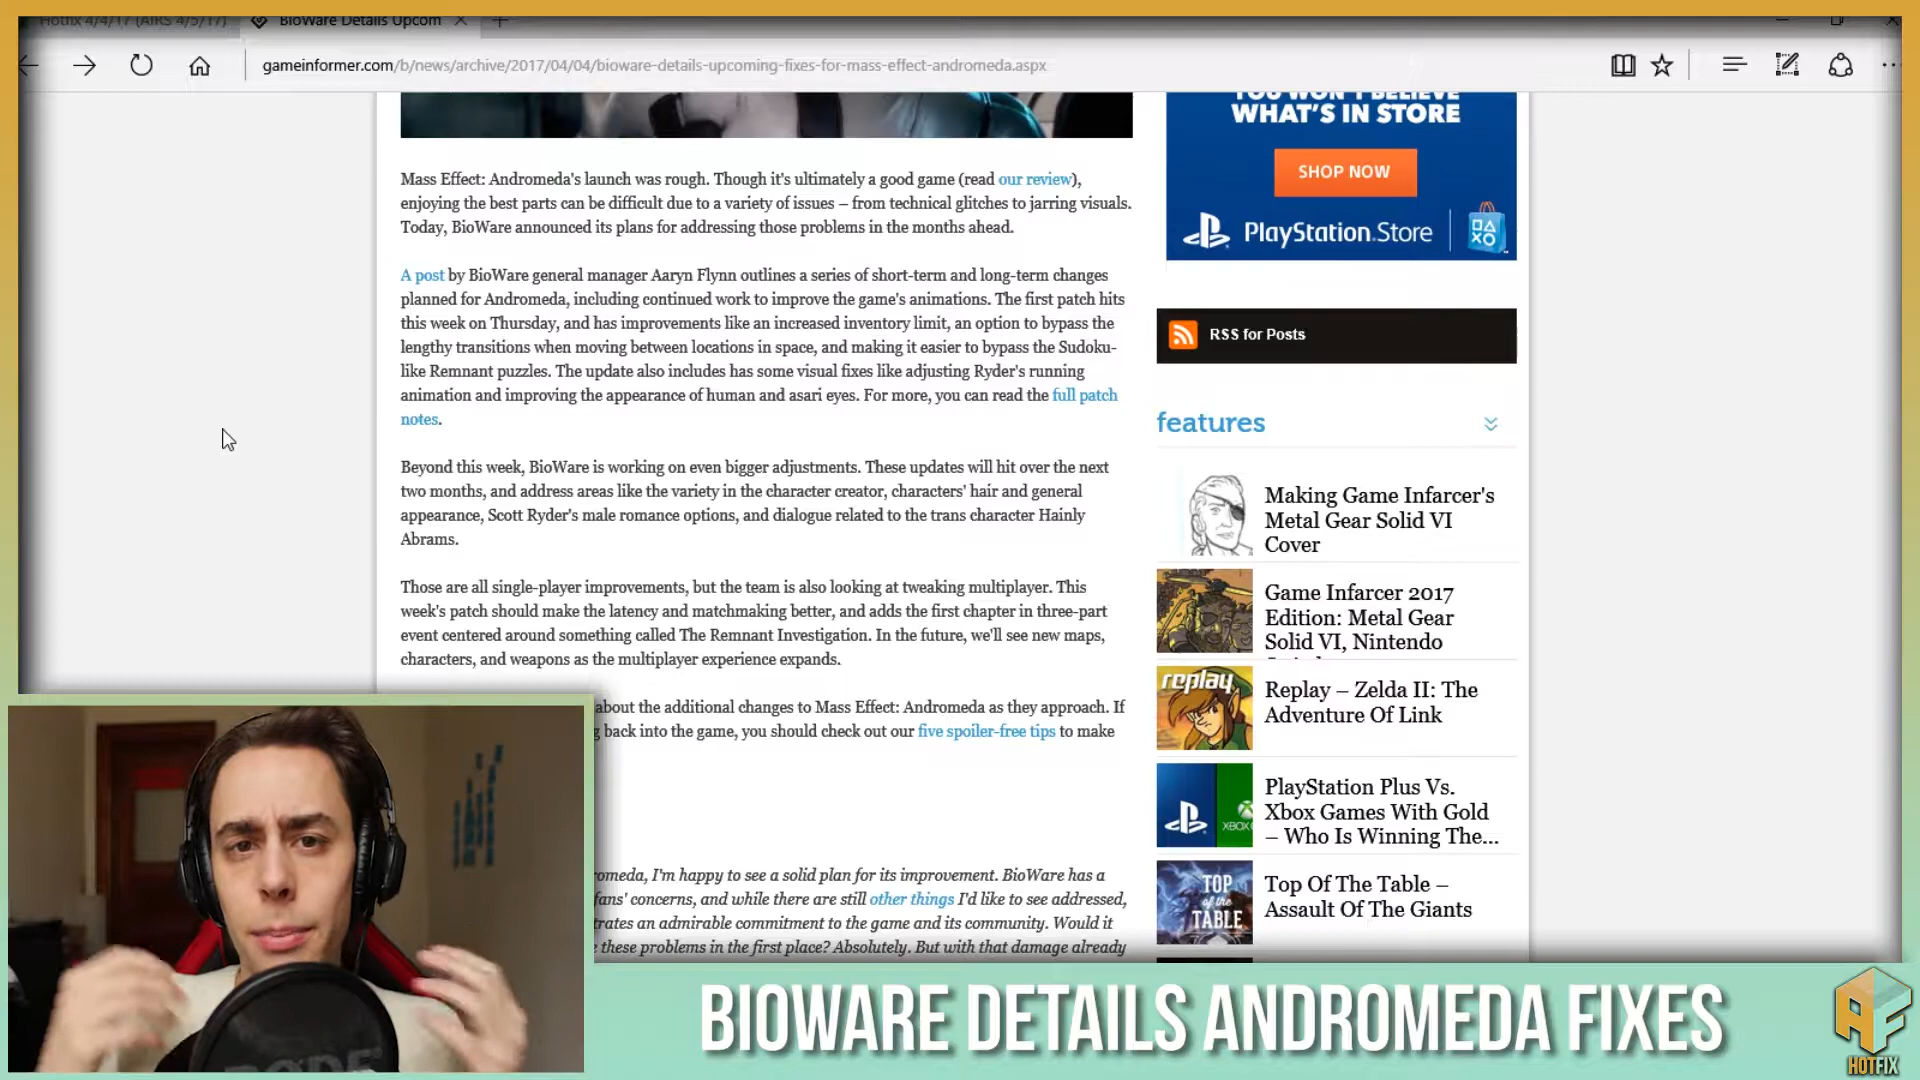 Hotfix 4/4/17 (AIRS 4/5/17)
BioWare Details Upcom
gameinformer.com/b/news/archive/2017/04/04/bioware-details-upcoming-fixes-for-mass-effect-andromeda.aspx
YOU WON'T BELIEVE
WHAT'S IN STORE
SHOP NOW
PlayStation.Store
Mass Effect: Andromeda's launch was rough. Though it's ultimately a good game (read our review),
enjoying the best parts can be difficult due to a variety of issues – from technical glitches to jarring visuals.
Today, BioWare announced its plans for addressing those problems in the months ahead.
A post by BioWare general manager Aaryn Flynn outlines a series of short-term and long-term changes
planned for Andromeda, including continued work to improve the game's animations. The first patch hits
this week on Thursday, and has improvements like an increased inventory limit, an option to bypass the
lengthy transitions when moving between locations in space, and making it easier to bypass the Sudoku-
like Remnant puzzles. The update also includes has some visual fixes like adjusting Ryder's running
animation and improving the appearance of human and asari eyes. For more, you can read the full patch
notes.
Beyond this week, BioWare is working on even bigger adjustments. These updates will hit over the next
two months, and address areas like the variety in the character creator, characters' hair and general
appearance, Scott Ryder's male romance options, and dialogue related to the trans character Hainly
Abrams.
Those are all single-player improvements, but the team is also looking at tweaking multiplayer. This
week's patch should make the latency and matchmaking better, and adds the first chapter in three-part
event centered around something called The Remnant Investigation. In the future, we'll see new maps,
characters, and weapons as the multiplayer experience expands.
about the additional changes to Mass Effect: Andromeda as they approach. If
back into the game, you should check out our five spoiler-free tips to make
romeda, I'm happy to see a solid plan for its improvement. BioWare has a
fans' concerns, and while there are still other things I'd like to see addressed,
trates an admirable commitment to the game and its community. Would it
these problems in the first place? Absolutely. But with that damage already
RSS for Posts
features
Making Game Infarcer's
Metal Gear Solid VI
Cover
Game Infarcer 2017
Edition: Metal Gear
Solid VI, Nintendo
replay
Replay – Zelda II: The
Adventure Of Link
XBOX
PlayStation Plus Vs.
Xbox Games With Gold
– Who Is Winning The...
TOP
of the
TABLE
Top Of The Table –
Assault Of The Giants
BIOWARE DETAILS ANDROMEDA FIXES
AF
HOTFIX